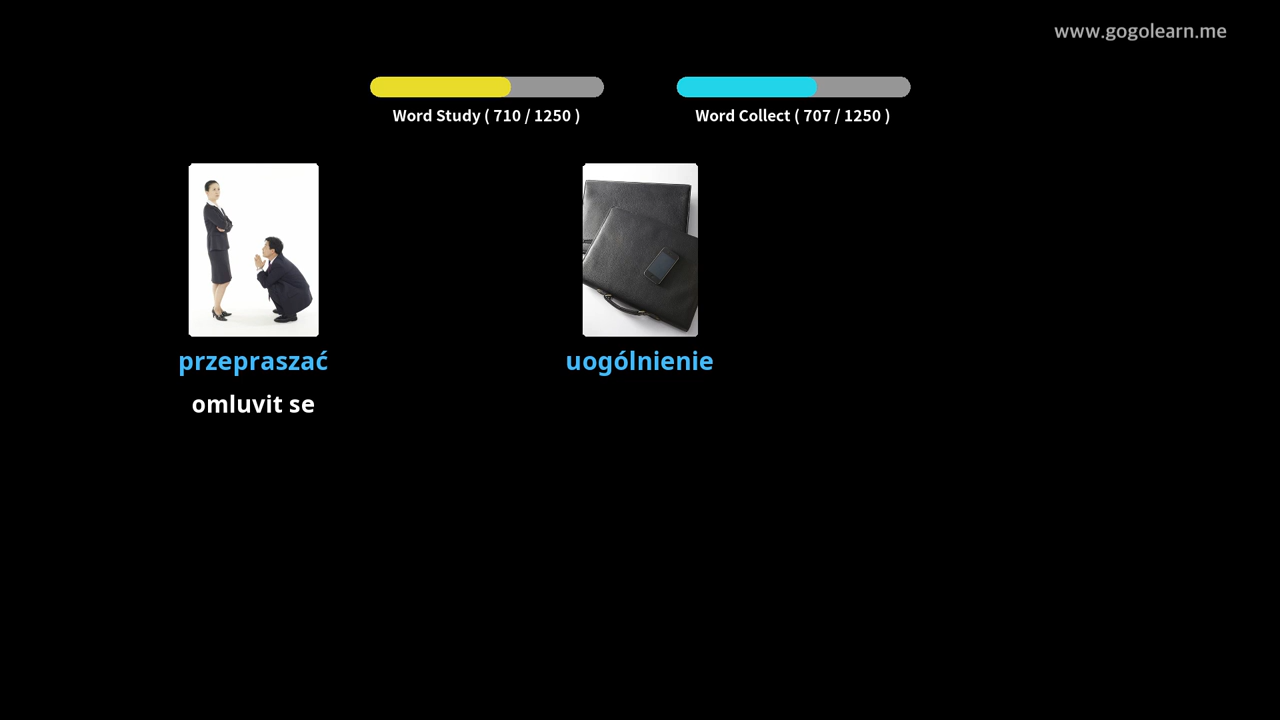 www.gogolearn.me
Word Study ( 710 / 1250 )
Word Collect ( 707 / 1250 )
przepraszać
uogólnienie
omluvit se